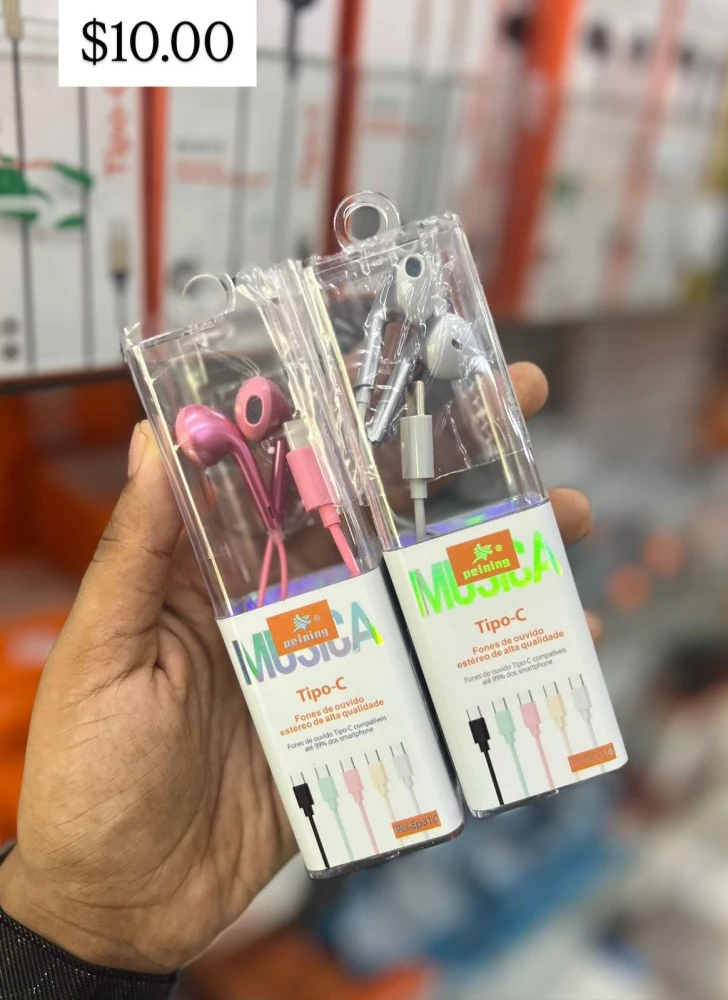 $10.00
Tipo-C
MUSICA
peining
Tipo-C
Fones de ouvido
estéreo de alta qualidade
Fones de ouvido Tipo-C compatíveis
até 99% dos smartphone
MUSICA
peining
Tipo-C
Fones de ouvido
estéreo de alta qualidade
Fones de ouvido Tipo-C compatíveis
até 99% dos smartphone